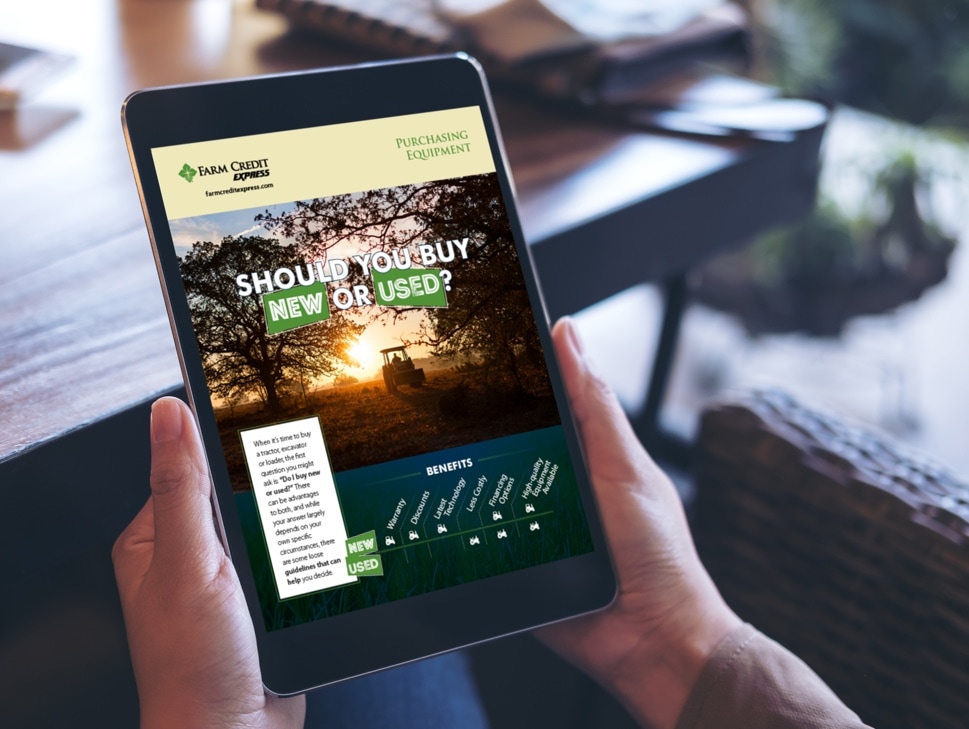 FARM CREDIT
EXPRESS
farmcreditexpress.com
PURCHASING
EQUIPMENT
SHOULD YOU BUY
NEW OR USED?
When it's time to buy
a tractor, excavator
or loader, the first
question you might
ask is "Do I buy new
or used?" There
can be advantages
to both, and while
your answer largely
depends on your
own specific
circumstances, there
are some loose
guidelines that can
help you decide.
BENEFITS
Warranty
Discounts
Latest
Technology
Less Costly
Financing
Options
High-quality
Equipment
Available
NEW
USED